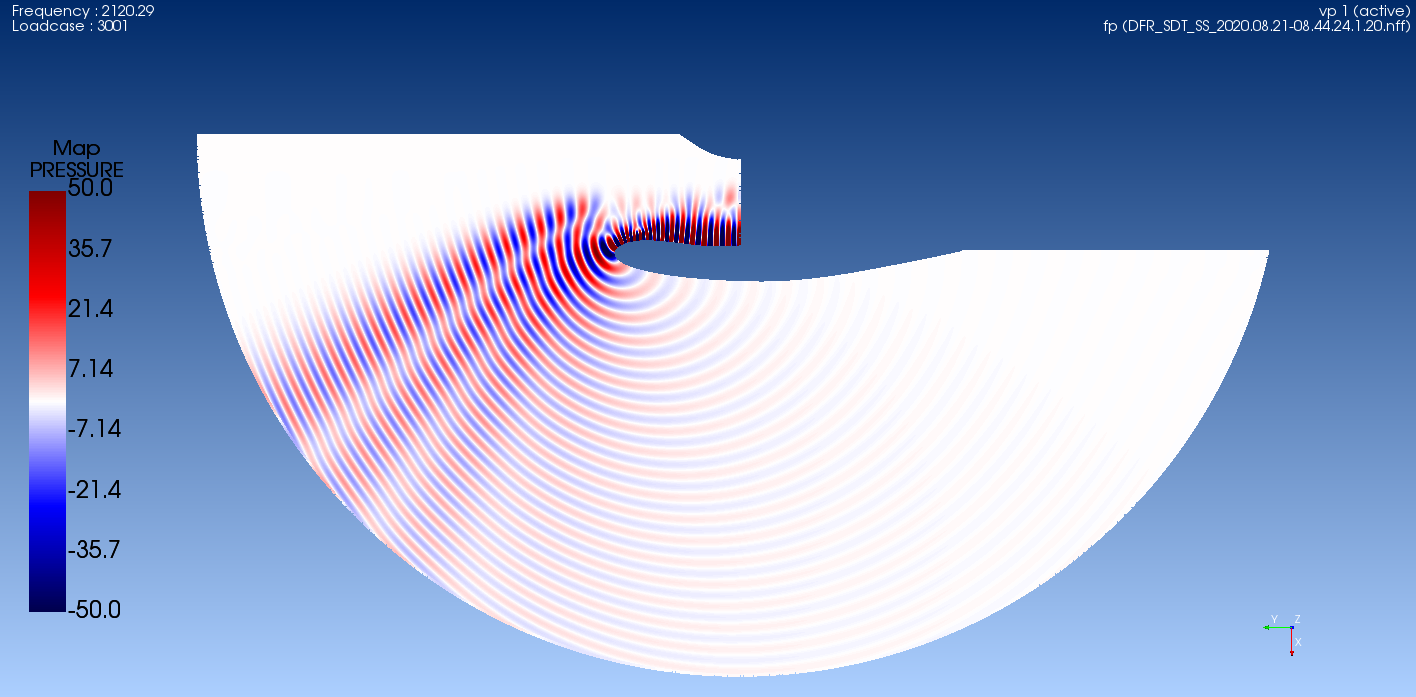 Frequency : 2120.29
Loadcase : 3001
vp 1 (active)
fp (DFR_SDT_SS_2020.08.21-08.44.24.1.20.nff)
Map
PRESSURE
50.0
35.7
21.4
7.14
-7.14
-21.4
-35.7
-50.0
Y Z
X